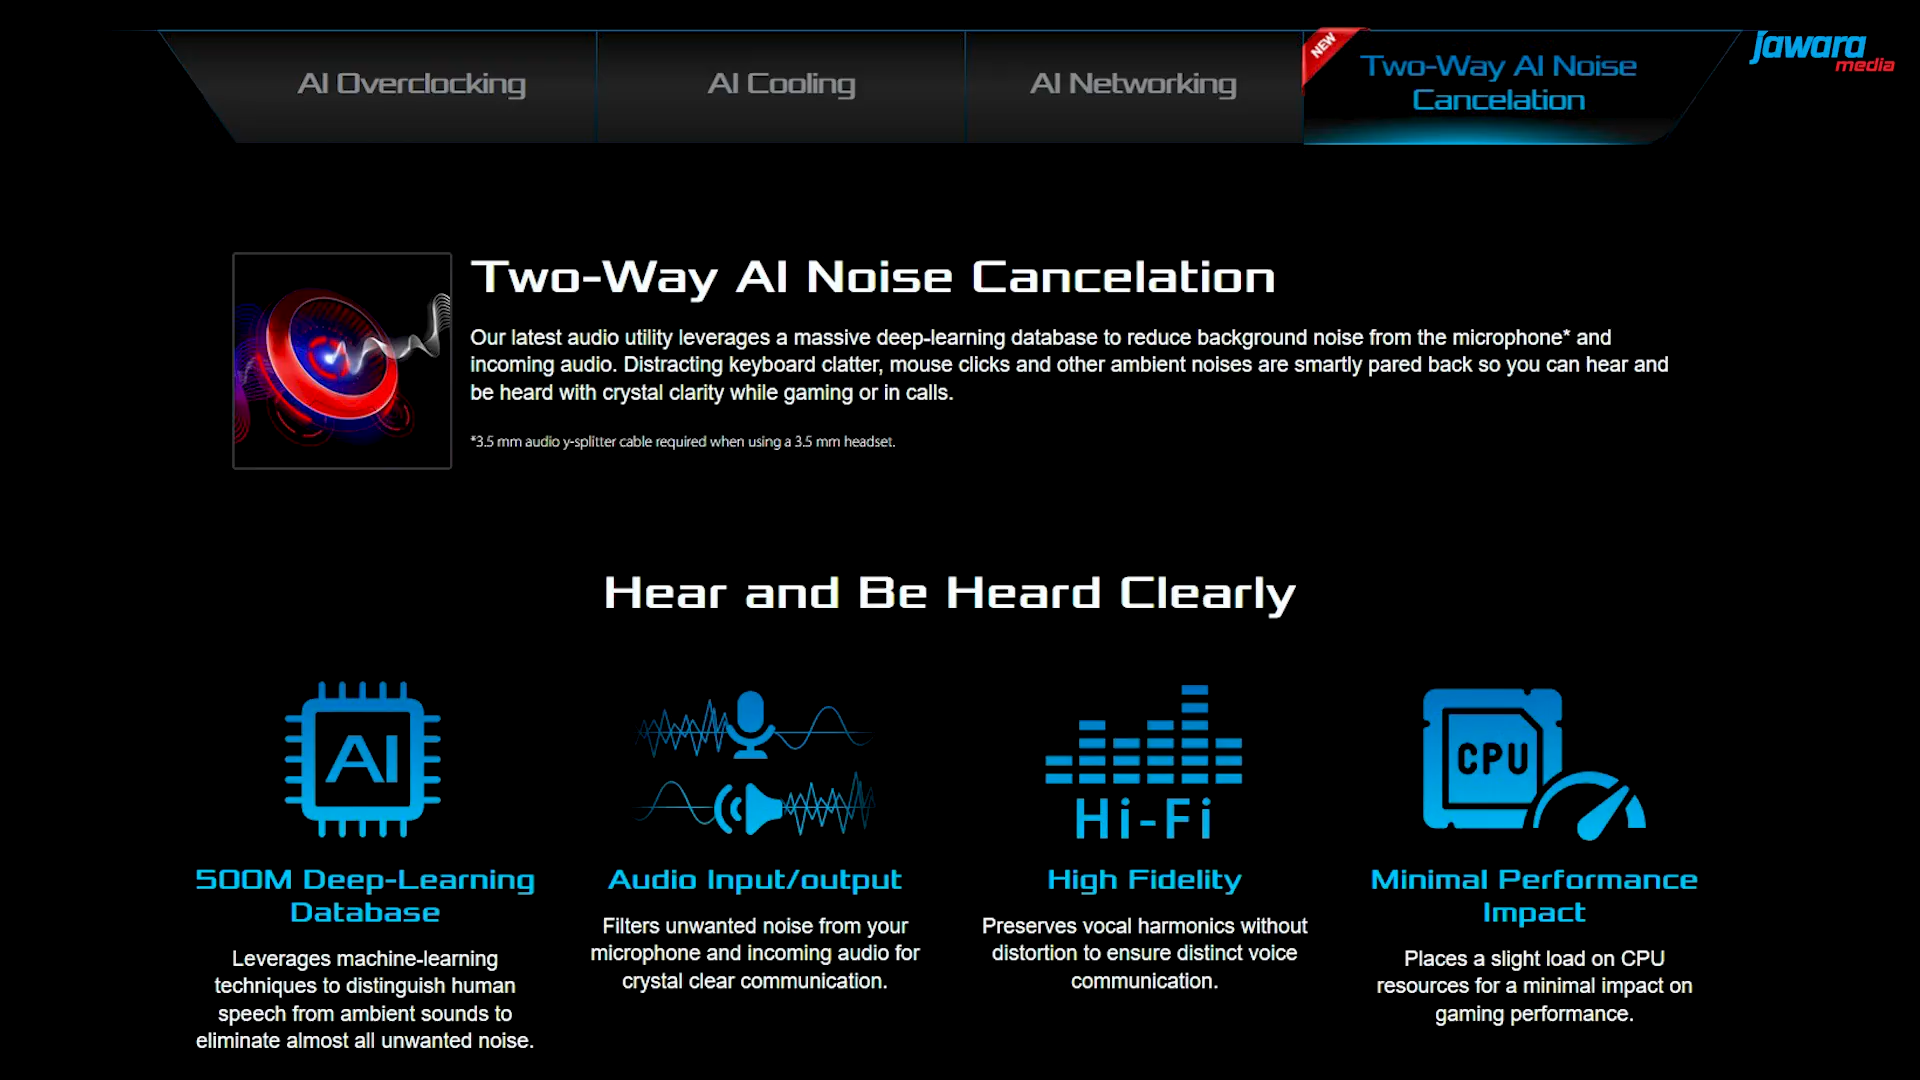 AI Overclocking
AI Cooling
AI Networking
NEW
Two-Way AI Noise
Cancelation
jawara
media
Two-Way AI Noise Cancelation
Our latest audio utility leverages a massive deep-learning database to reduce background noise from the microphone* and
incoming audio. Distracting keyboard clatter, mouse clicks and other ambient noises are smartly pared back so you can hear and
be heard with crystal clarity while gaming or in calls.
*3.5 mm audio y-splitter cable required when using a 3.5 mm headset.
Hear and Be Heard Clearly
AI
500M Deep-Learning
Database
Leverages machine-learning
techniques to distinguish human
speech from ambient sounds to
eliminate almost all unwanted noise.
Audio Input/output
Filters unwanted noise from your
microphone and incoming audio for
crystal clear communication.
Hi-Fi
High Fidelity
Preserves vocal harmonics without
distortion to ensure distinct voice
communication.
CPU
Minimal Performance
Impact
Places a slight load on CPU
resources for a minimal impact on
gaming performance.